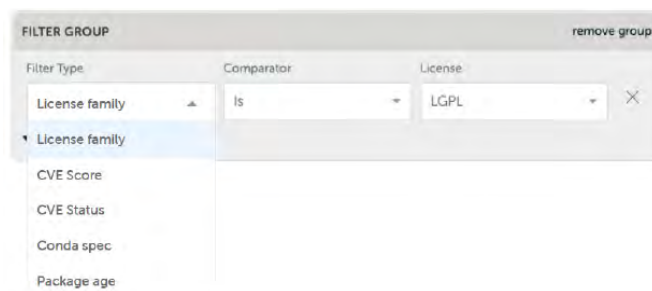 FILTER GROUP remove group
Filter Type Comparator License
License family Is LGPL
License family
CVE Score
CVE Status
Conda spec
Package age